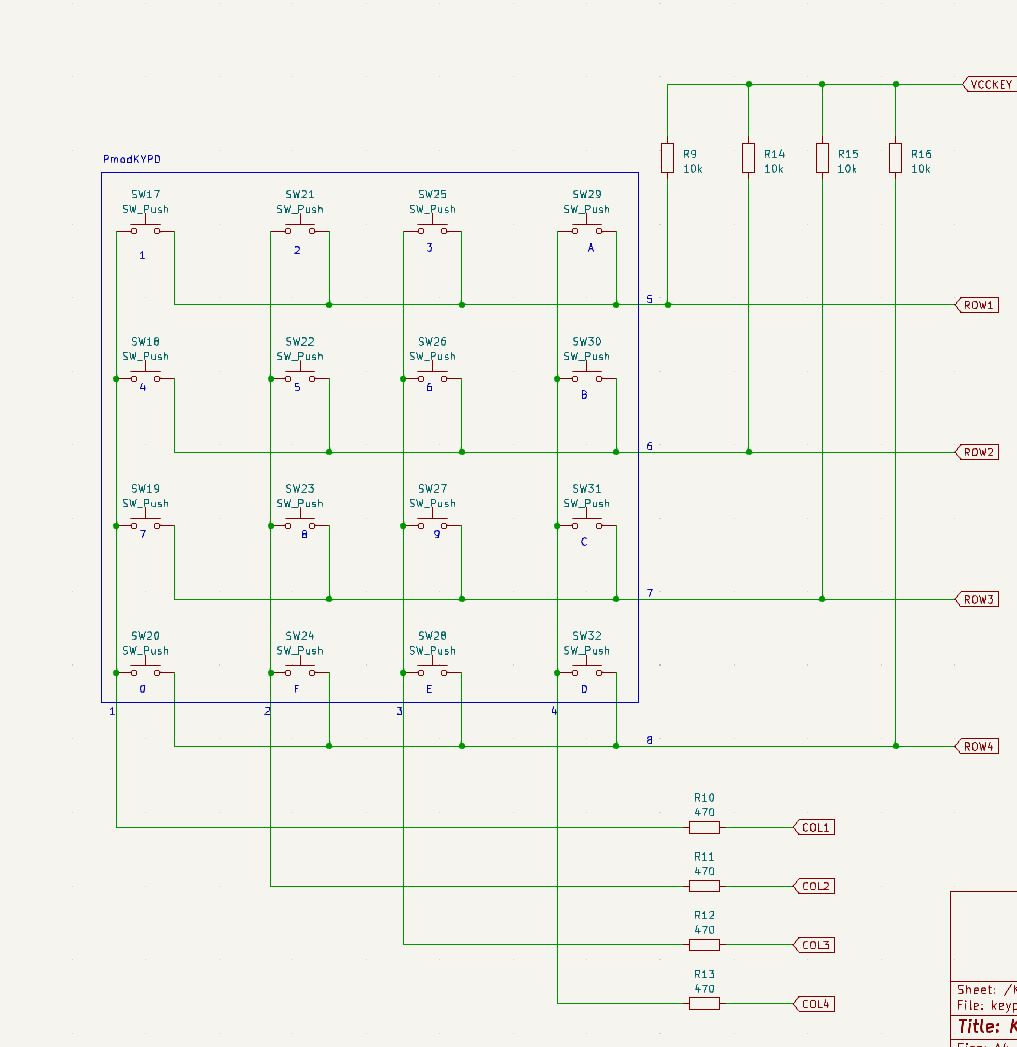 VCCKEY
PmodKYPD
R9
10k
R14
10k
R15
10k
R16
10k
SW17
SW_Push
1
SW21
SW_Push
2
SW25
SW_Push
3
SW29
SW_Push
A
5
ROW1
SW18
SW_Push
4
SW22
SW_Push
5
SW26
SW_Push
6
SW30
SW_Push
B
6
ROW2
SW19
SW_Push
7
SW23
SW_Push
8
SW27
SW_Push
9
SW31
SW_Push
C
7
ROW3
SW20
SW_Push
0
SW24
SW_Push
F
SW28
SW_Push
E
SW32
SW_Push
D
1
2
3
4
8
ROW4
R10
470
COL1
R11
470
COL2
R12
470
COL3
R13
470
COL4
Sheet: /K
File: keyp
Title: K